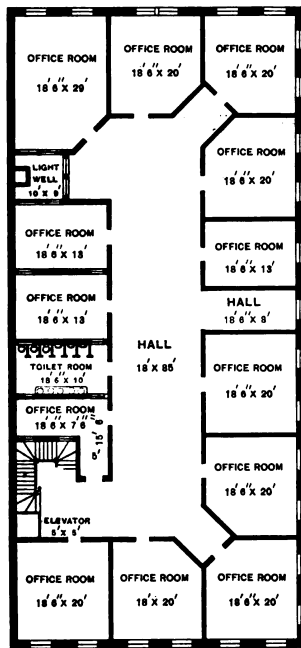 OFFICE ROOM
18'6"X 29'
OFFICE ROOM
18'6"X 20'
OFFICE ROOM
18'6"X 20'
LIGHT
WELL
10'X 9'
OFFICE ROOM
18'6"X 20'
OFFICE ROOM
18'6"X 13'
OFFICE ROOM
18'6"X 13'
OFFICE ROOM
18'6"X 13'
HALL
18'6"X 8'
HALL
18'X 85'
TOILET ROOM
18'6"X 10'
OFFICE ROOM
18'6"X 20'
OFFICE ROOM
18'6"X 7'6"
OFFICE ROOM
18'6"X 20'
ELEVATOR
5'X 5'
OFFICE ROOM
18'6"X 20'
OFFICE ROOM
18'X 20'
OFFICE ROOM
18'6"X 20'